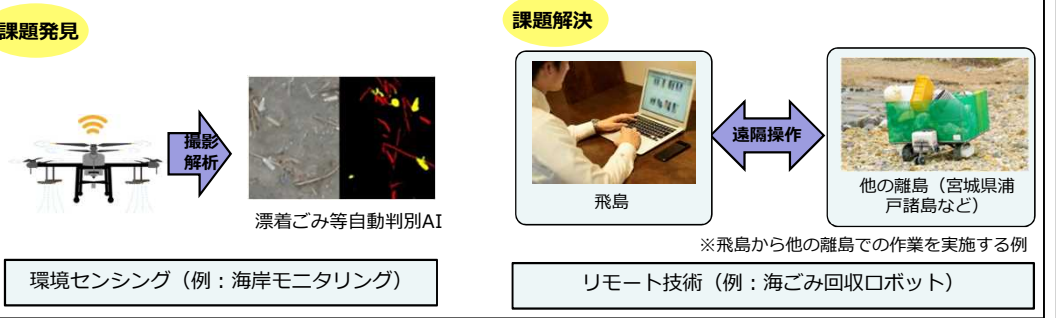 課題発見
撮影
解析
漂着ごみ等自動判別AI
環境センシング（例：海岸モニタリング）
課題解決
飛島
遠隔操作
他の離島（宮城県浦
戸諸島など）
※飛島から他の離島での作業を実施する例
リモート技術（例：海ごみ回収ロボット）